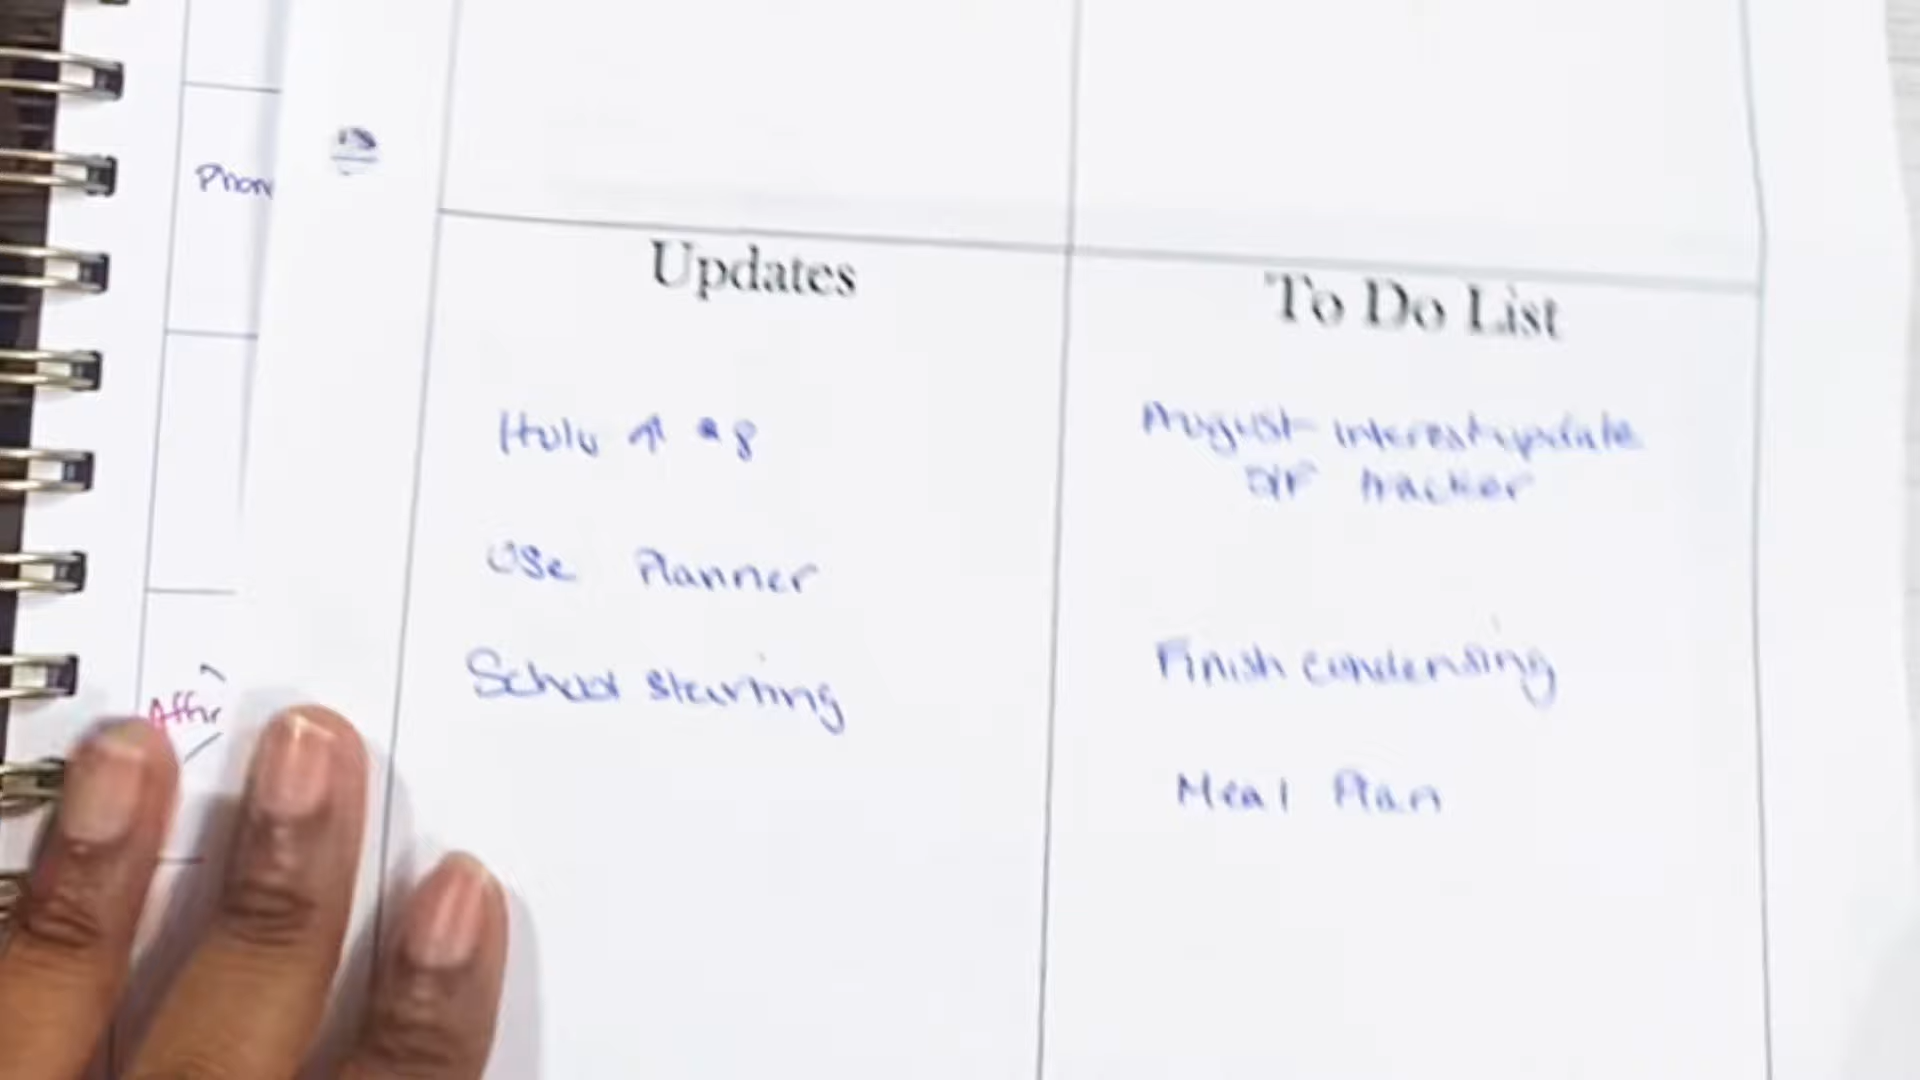 Phon
Updates
Hulu
8
Use Planner
School starting
Affir
To Do List
August interest update
tracker
Finish condensing
Meal Plan